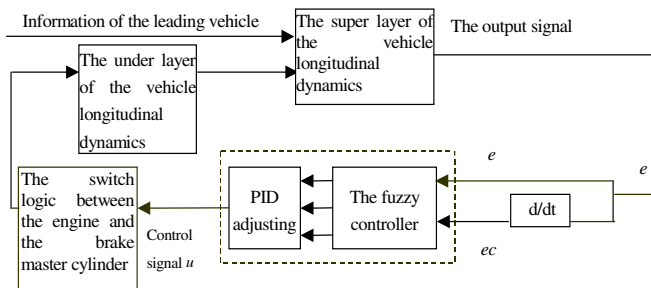 Information of the leading vehicle
The super layer of
the vehicle
longitudinal
dynamics
The output signal
The under layer
of the vehicle
longitudinal
dynamics
The switch
logic between
the engine and
the brake
master cylinder
Control
signal u
PID
adjusting
The fuzzy
controller
e
d/dt
ec
e